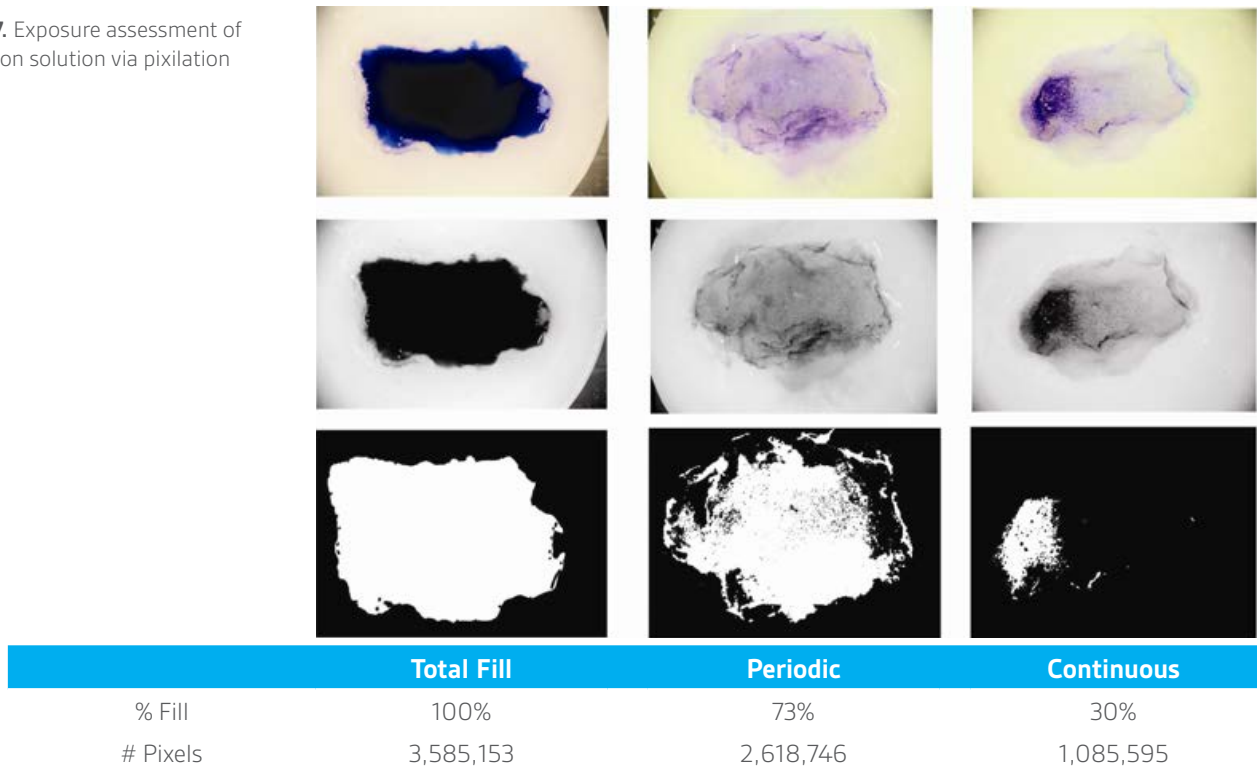 . Exposure assessment of
on solution via pixilation
Total Fill Periodic Continuous
% Fill 100% 73% 30%
# Pixels 3,585,153 2,618,746 1,085,595